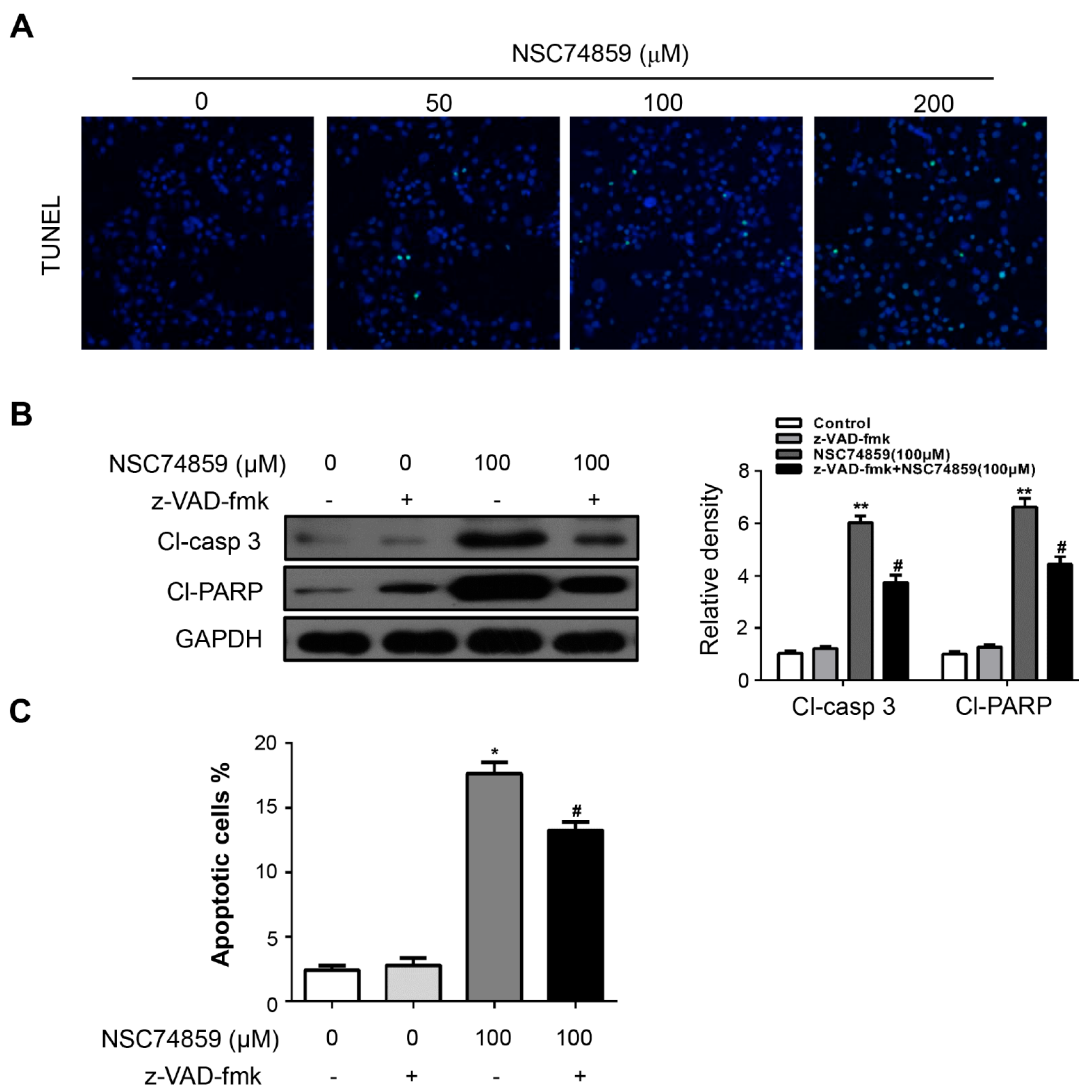 A
NSC74859 (μM)
0 50 100 200
TUNEL
B
NSC74859 (μM) 0 0 100 100
z-VAD-fmk - + - +
Cl-casp 3
Cl-PARP
GAPDH
Control
z-VAD-fmk
NSC74859(100μM)
z-VAD-fmk+NSC74859(100μM)
Relative density
8
6
4
2
0
** # ** #
Cl-casp 3 Cl-PARP
C
Apoptotic cells %
20
15
10
5
0
* #
NSC74859 (μM) 0 0 100 100
z-VAD-fmk - + - +